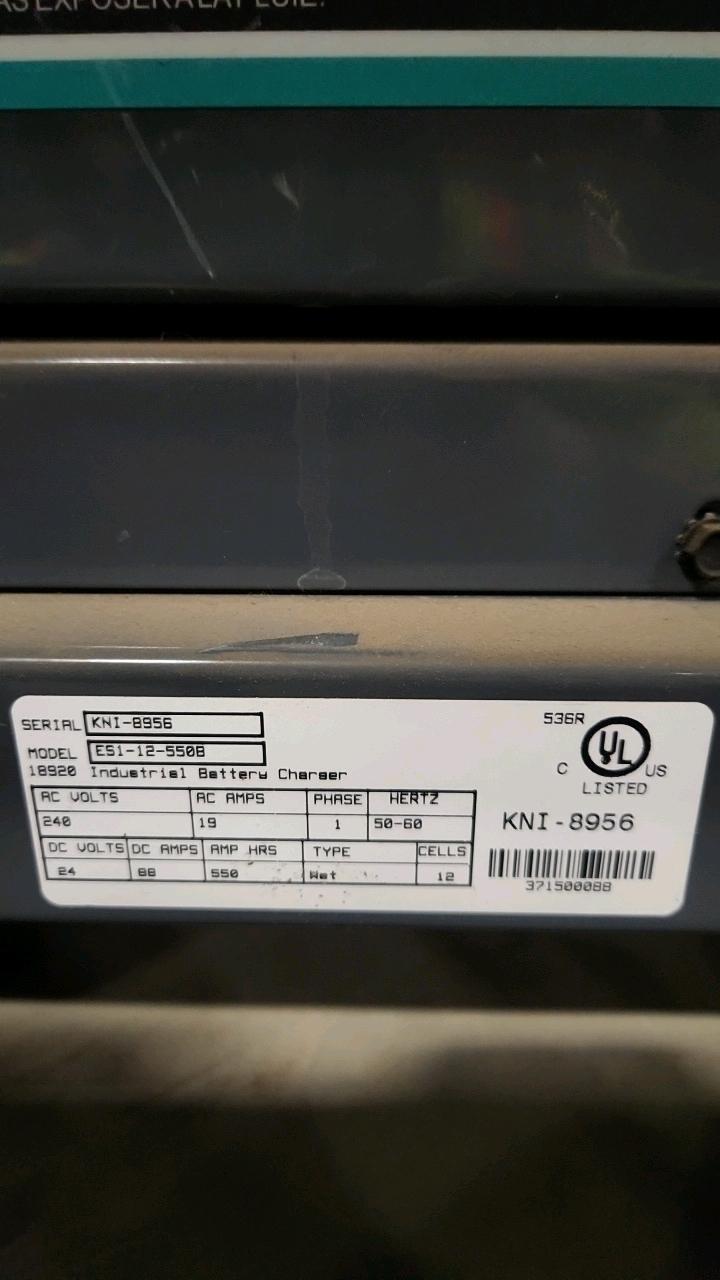 SERIAL KNI-8956
MODEL ES1-12-550B
18920 Industrial Battery Charger
AC VOLTS AC AMPS PHASE HERTZ
240 19 1 50-60
DC VOLTS DC AMPS AMP HRS TYPE CELLS
24 88 550 Wet 12
536R
UL
C US
LISTED
KNI-8956
371500088